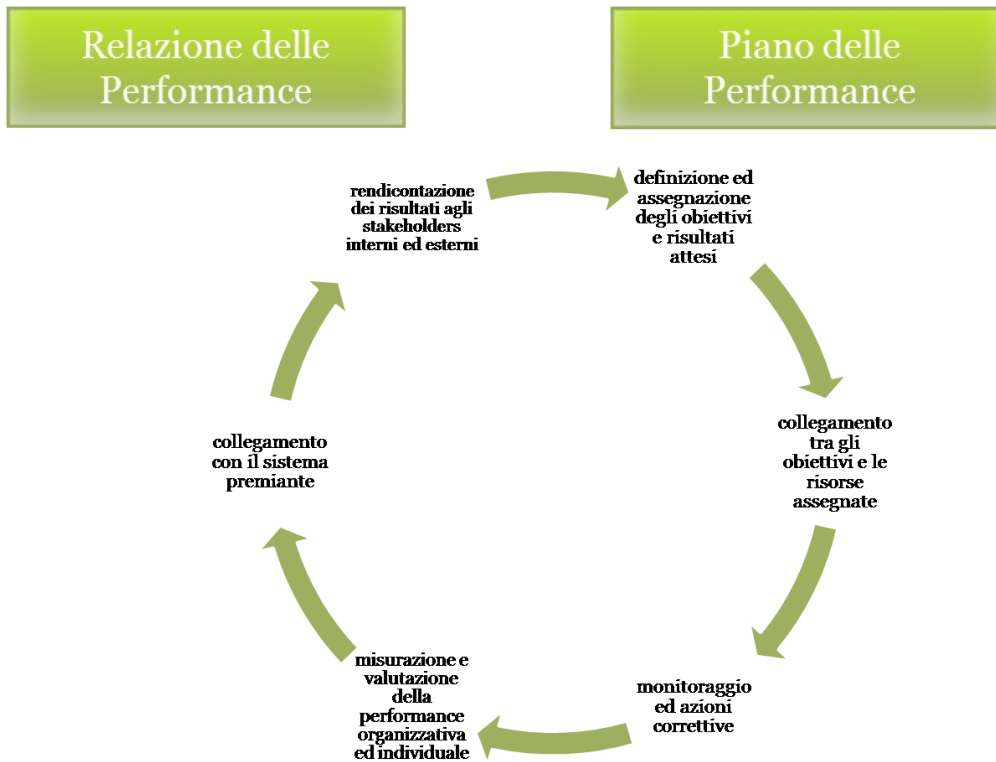 Relazione delle
Performance
Piano delle
Performance
definizione ed
assegnazione
degli obiettivi
e risultati
attesi
collegamento
tra gli
obiettivi e le
risorse
assegnate
monitoraggio
ed azioni
correttive
misurazione e
valutazione
della
performance
organizzativa
ed individuale
collegamento
con il sistema
premiante
rendicontazione
dei risultati agli
stakeholders
interni ed esterni